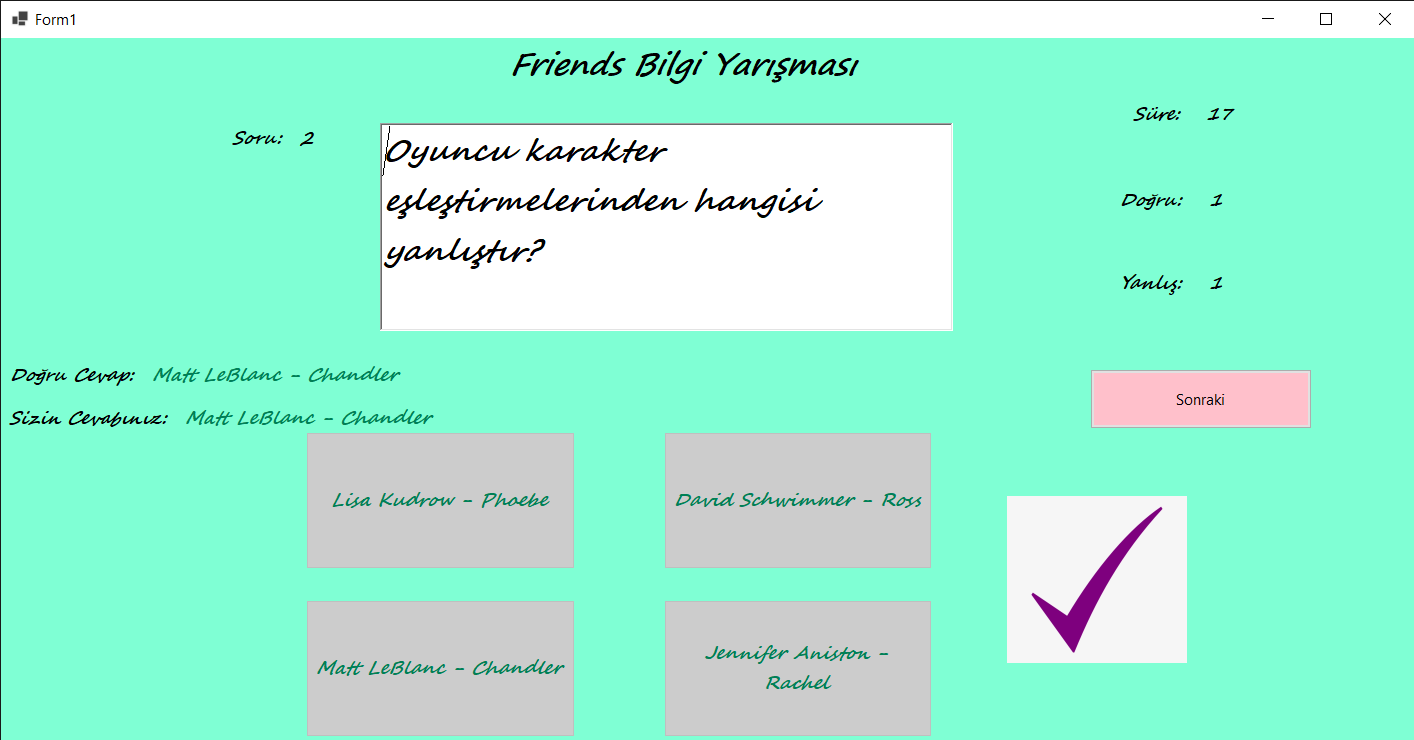 Form1
Friends Bilgi Yarışması
Süre: 17
Soru: 2
Oyuncu karakter
eşleştirmelerinden hangisi
yanlıştır?
Doğru: 1
Yanlış: 1
Doğru Cevap: Matt LeBlanc - Chandler
Sonraki
Sizin Cevabınız: Matt LeBlanc - Chandler
Lisa Kudrow - Phoebe
David Schwimmer - Ross
Matt LeBlanc - Chandler
Jennifer Aniston -
Rachel